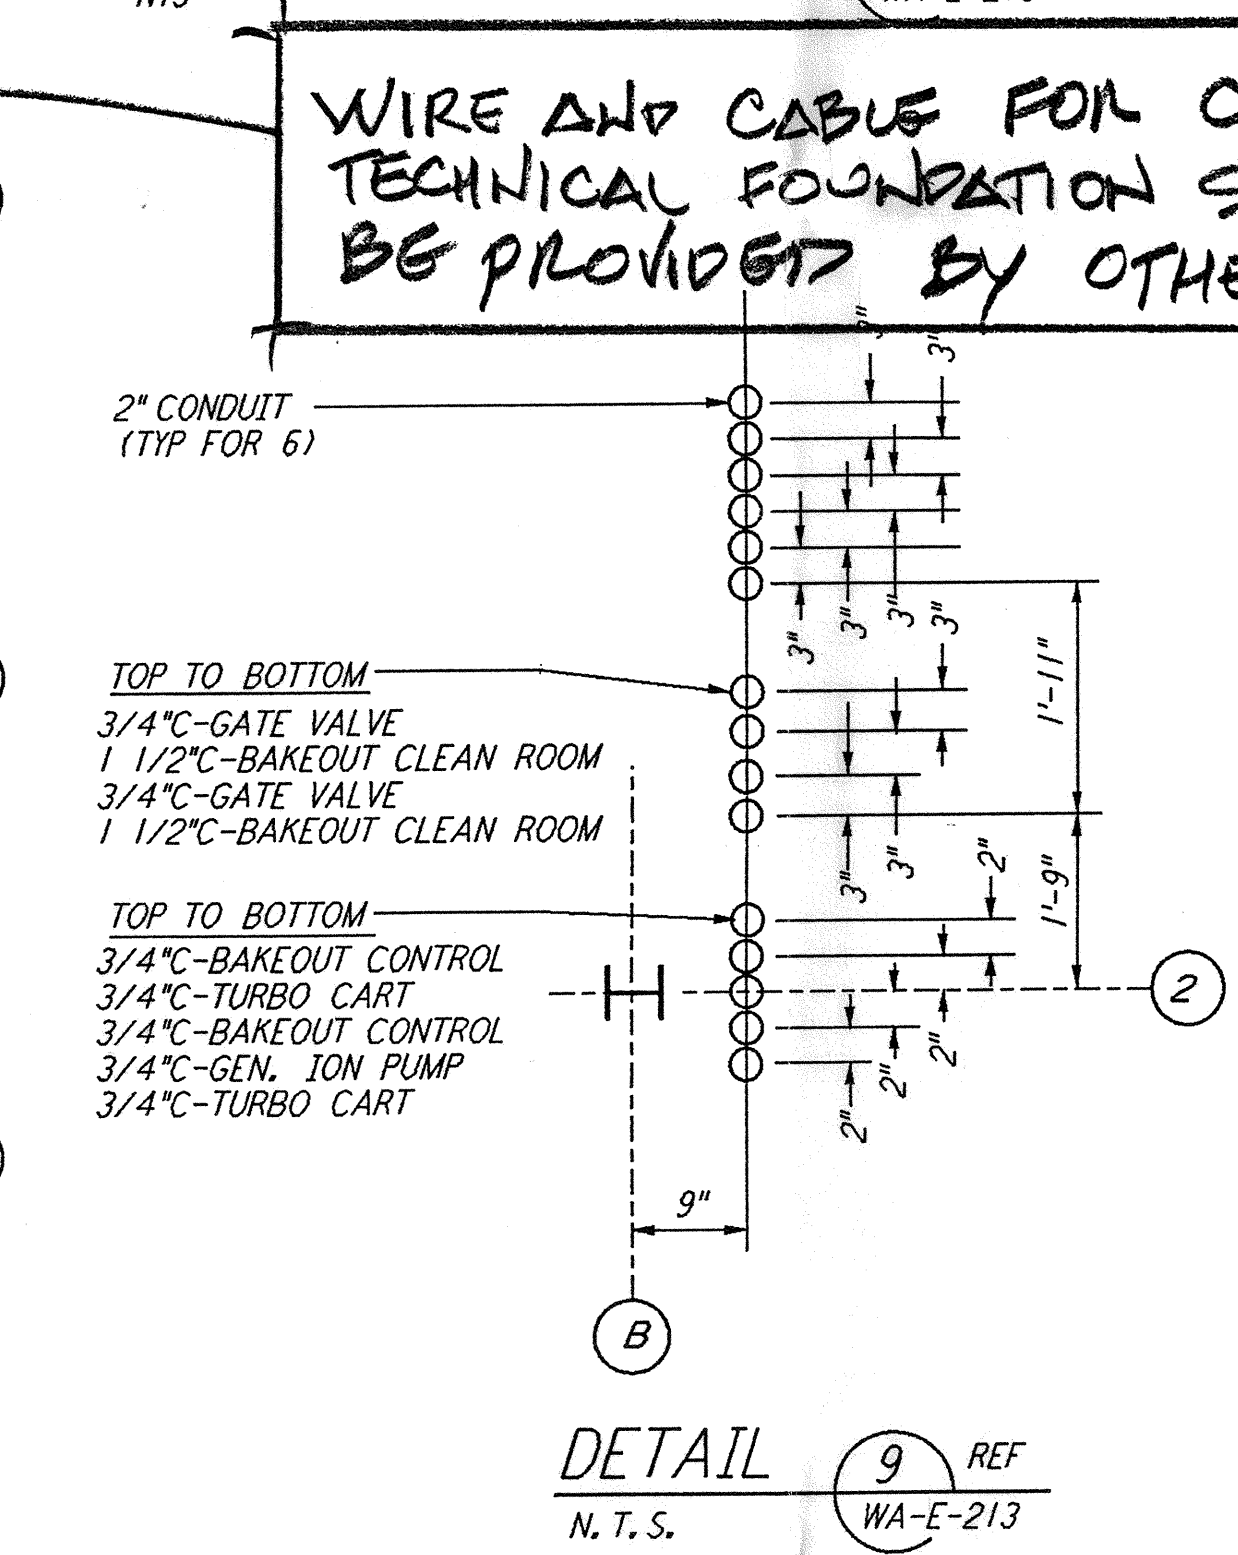 WIRE AND CABLE FOR
TECHNICAL FOUNDATION
BE PROVIDED BY OTHE
3"
3"
2" CONDUIT
(TYP FOR 6)
3"
3"
3"
3"
1'-11"
TOP TO BOTTOM
3/4"C-GATE VALVE
1 1/2"C-BAKEOUT CLEAN ROOM
3/4"C-GATE VALVE
1 1/2"C-BAKEOUT CLEAN ROOM
3"
3"
2"
1'-9"
TOP TO BOTTOM
3/4"C-BAKEOUT CONTROL
3/4"C-TURBO CART
3/4"C-BAKEOUT CONTROL
3/4"C-GEN. ION PUMP
3/4"C-TURBO CART
2
2"
2"
2"
9"
B
DETAIL 9 REF
N.T.S. WA-E-213